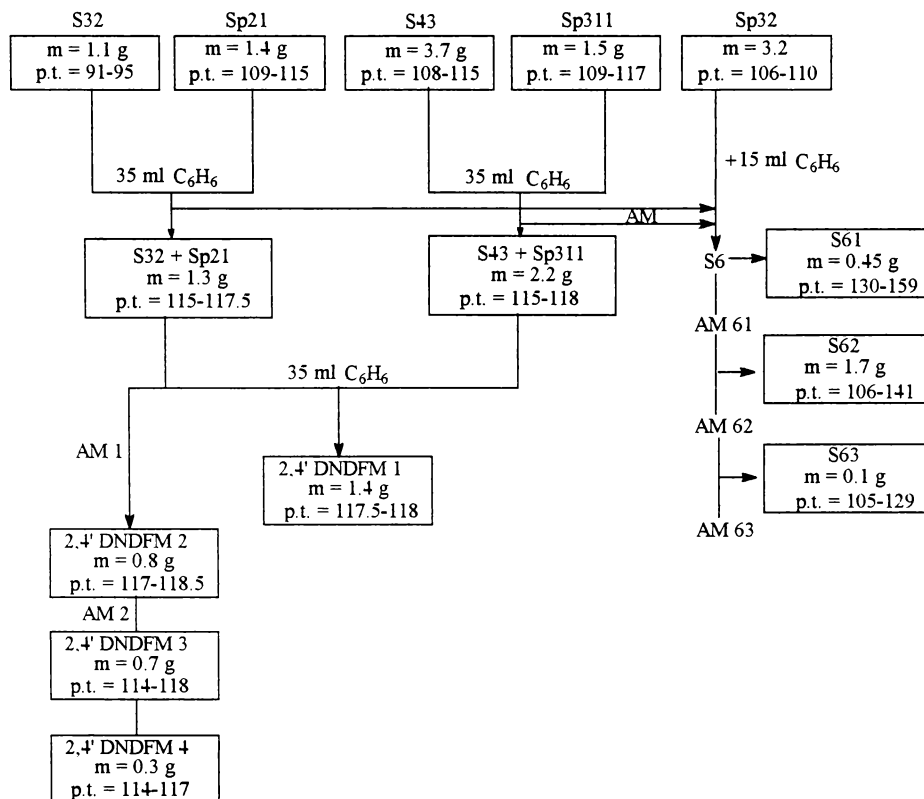 S32
Sp21
S43
Sp311
Sp32
m = 1.1 g
p.t. = 91-95
m = 1.4 g
p.t. = 109-115
m = 3.7 g
p.t. = 108-115
m = 1.5 g
p.t. = 109-117
m = 3.2
p.t. = 106-110
35 ml C₆H₆
35 ml C₆H₆
+15 ml C₆H₆
AM
S32 + Sp21
m = 1.3 g
p.t. = 115-117.5
S43 + Sp311
m = 2.2 g
p.t. = 115-118
S6
S61
m = 0.45 g
p.t. = 130-159
AM 61
S62
m = 1.7 g
p.t. = 106-141
35 ml C₆H₆
AM 62
AM 1
2,4' DNDFM 1
m = 1.4 g
p.t. = 117.5-118
S63
m = 0.1 g
p.t. = 105-129
AM 63
2,4' DNDFM 2
m = 0.8 g
p.t. = 117-118.5
AM 2
2,4' DNDFM 3
m = 0.7 g
p.t. = 114-118
2,4' DNDFM 4
m = 0.3 g
p.t. = 114-117